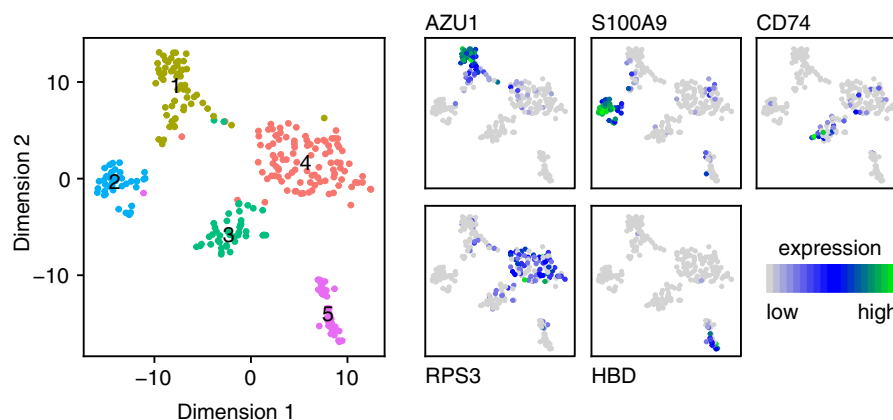 AZU1 S100A9 CD74
10
0
−10
Dimension 2
1
2
3
4
5
−10 0 10
Dimension 1
RPS3 HBD
expression
low high